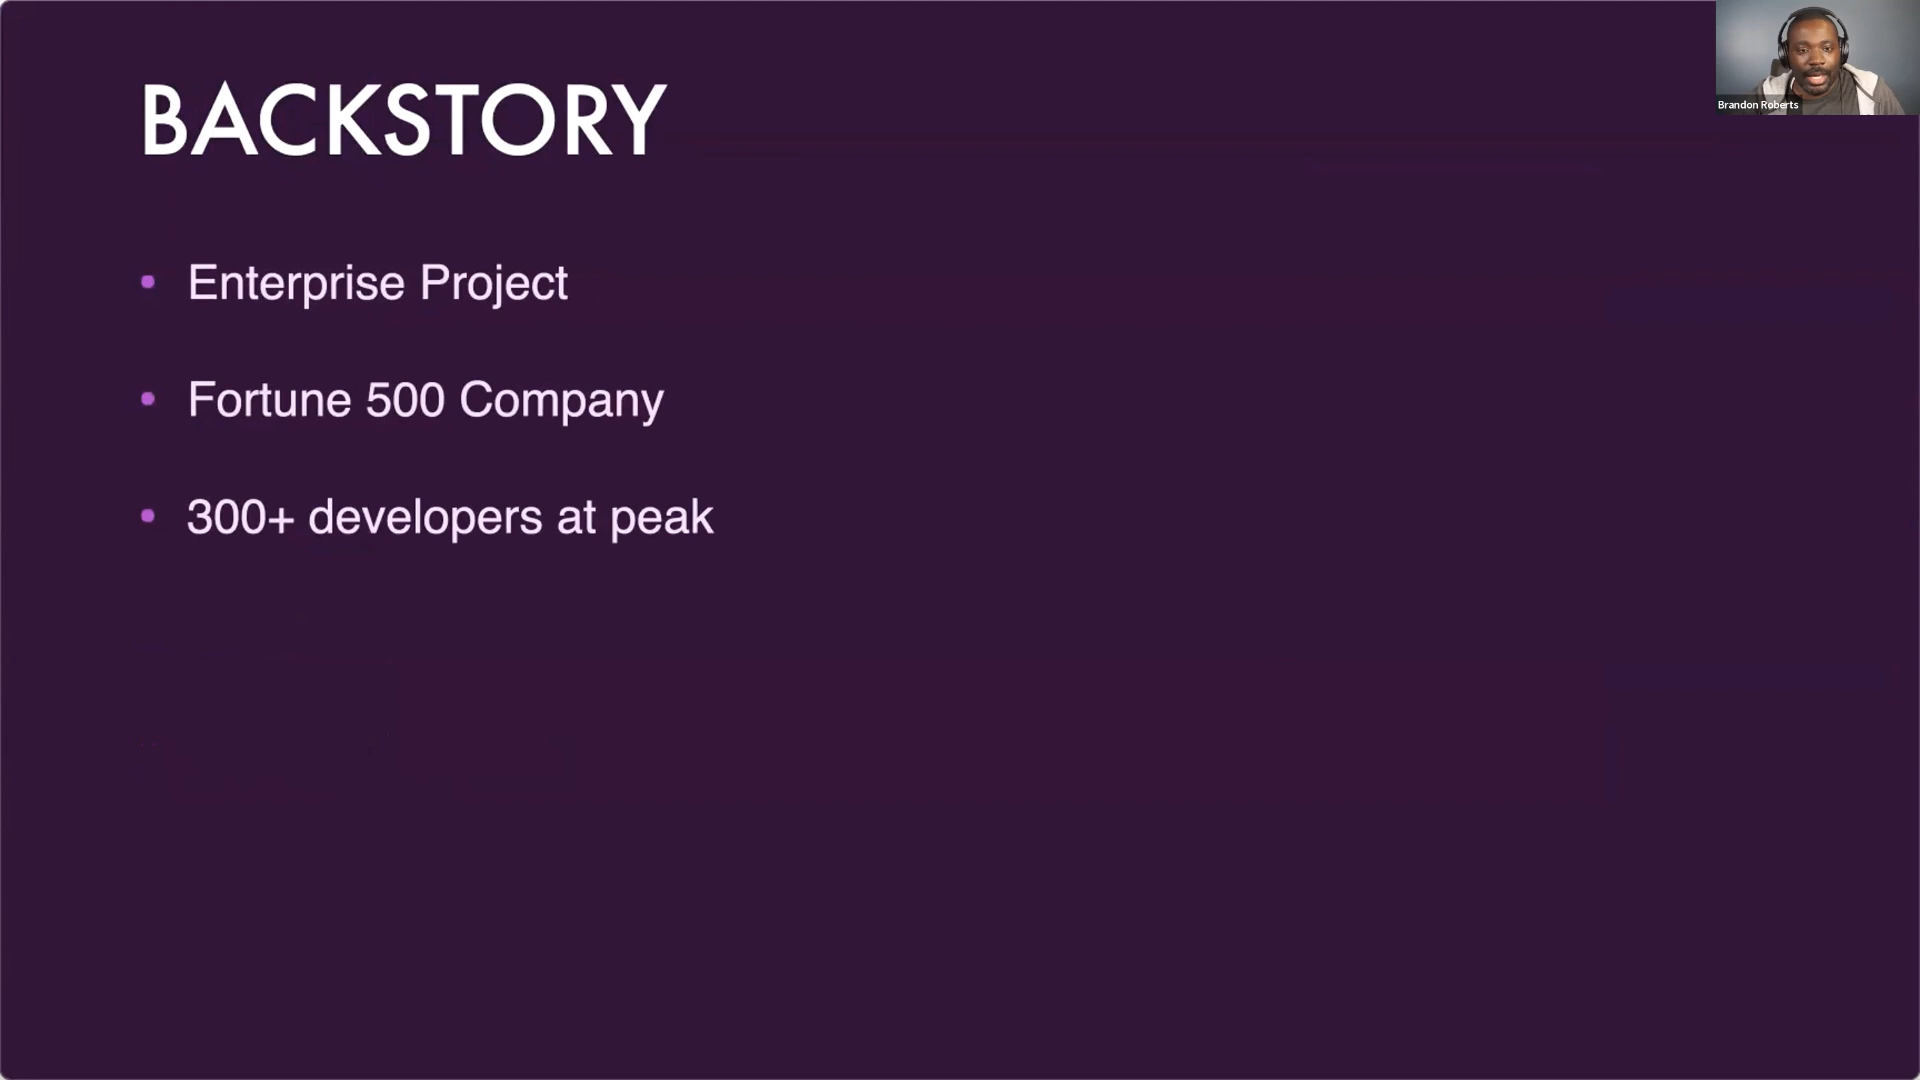 BACKSTORY
Brandon Roberts
• Enterprise Project
• Fortune 500 Company
• 300+ developers at peak